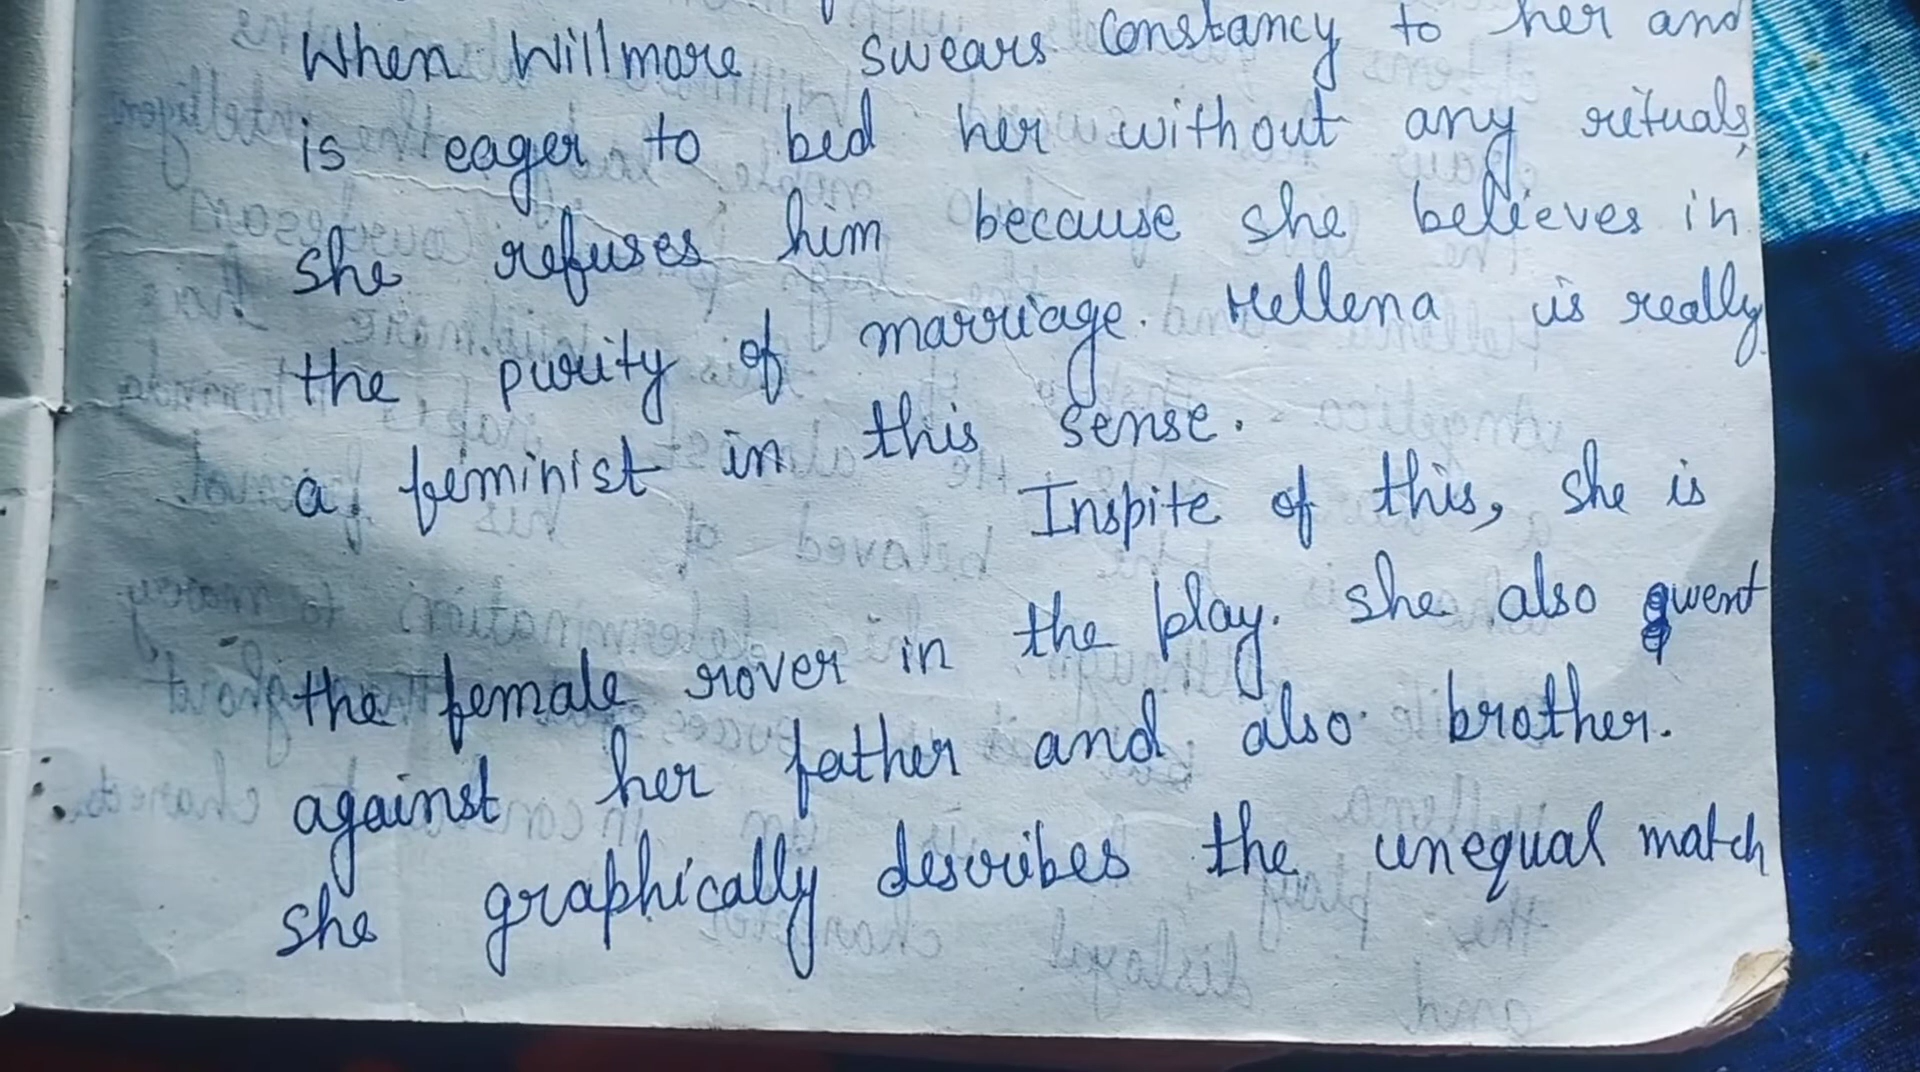 When Willmore swears constancy to her and
is eager to bed her without any rituals,
she refuses him because she believes in
the purity of marriage. Hellena is really
a feminist in this sense.
Inspite of this, she is
the female rover in the play. She also went
against her father and also brother.
She graphically describes the unequal match